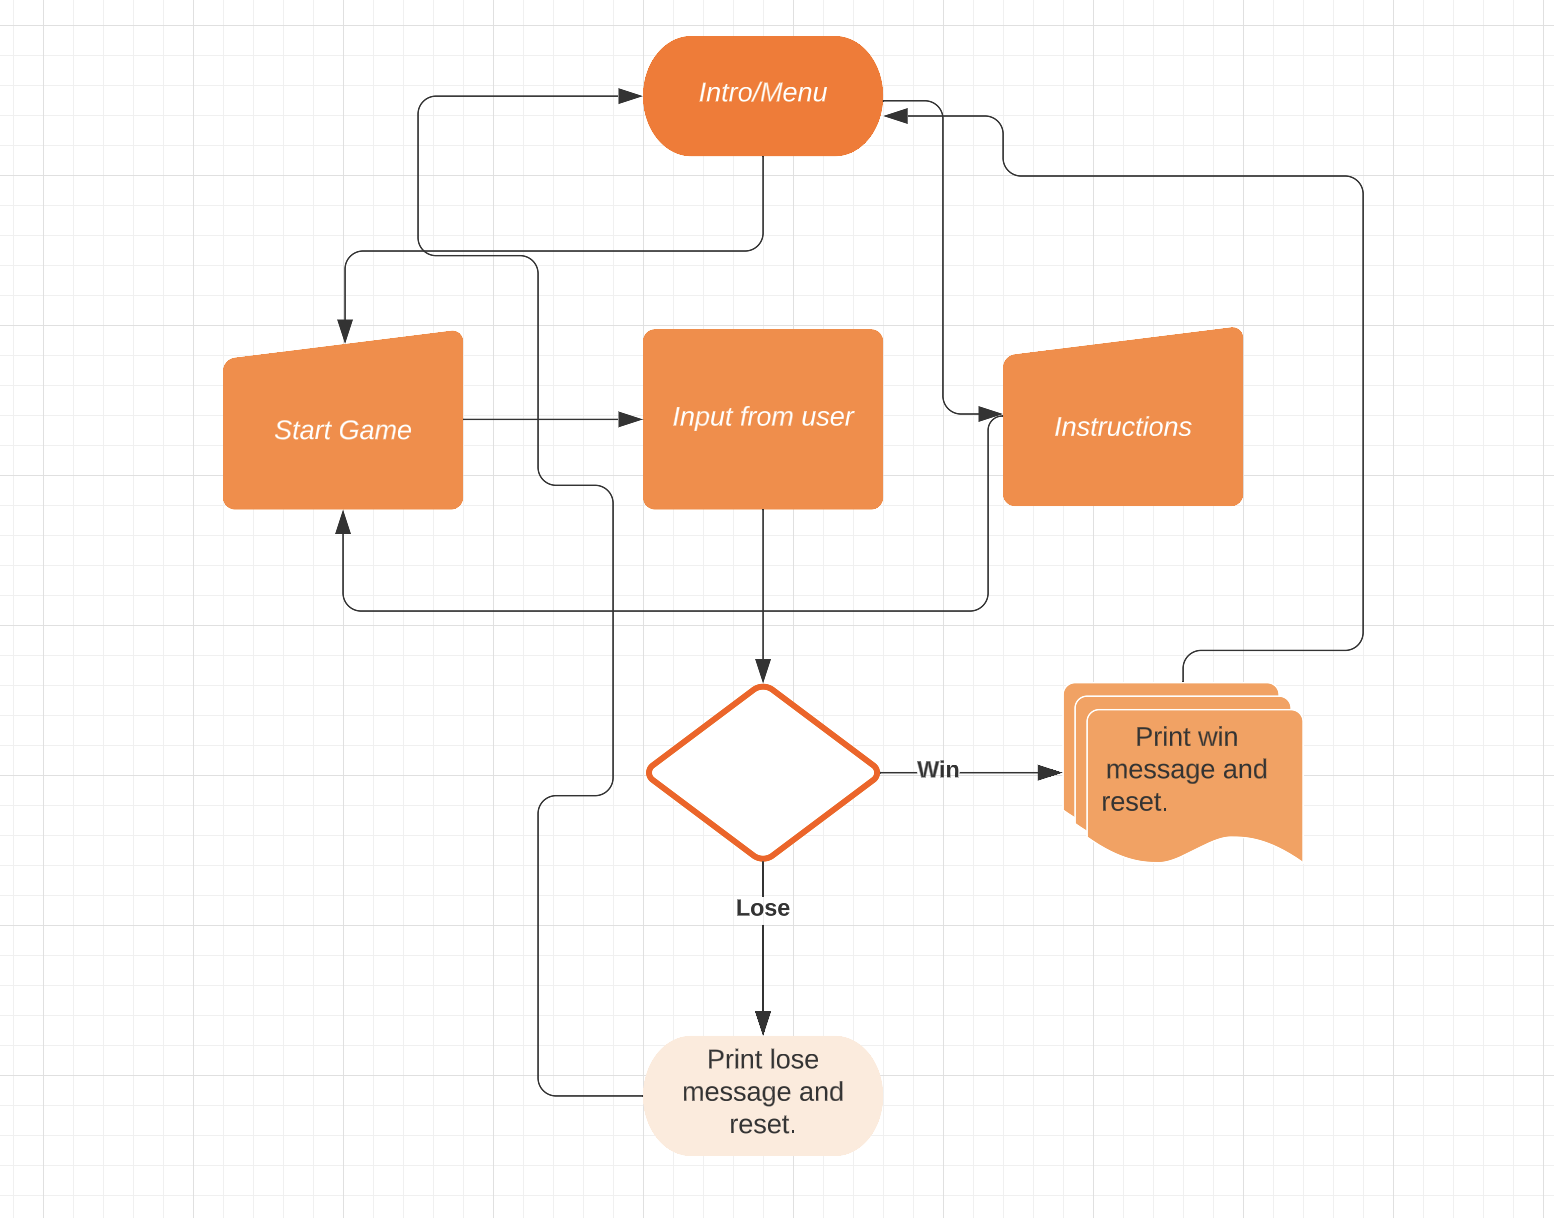 Intro/Menu
Start Game
Input from user
Instructions
Print win
message and
reset.
Win
Lose
Print lose
message and
reset.